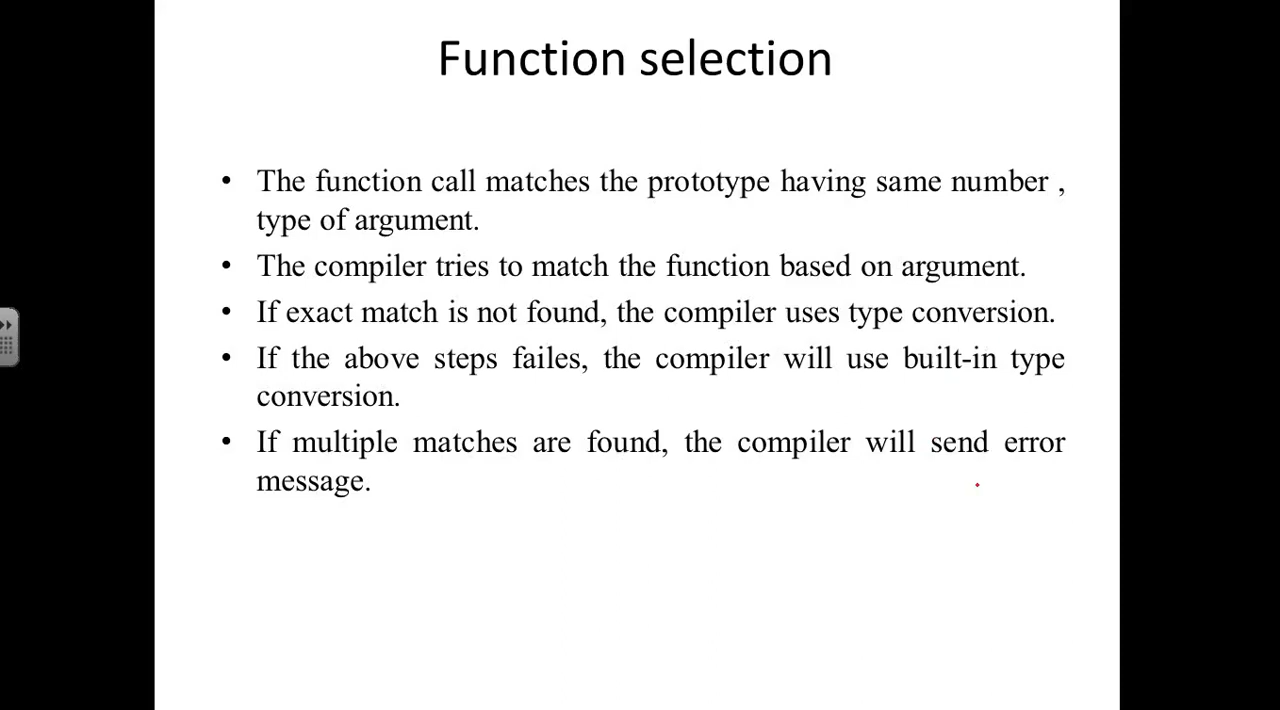 Function selection
• The function call matches the prototype having same number ,
type of argument.
• The compiler tries to match the function based on argument.
• If exact match is not found, the compiler uses type conversion.
• If the above steps failes, the compiler will use built-in type
conversion.
• If multiple matches are found, the compiler will send error
message.